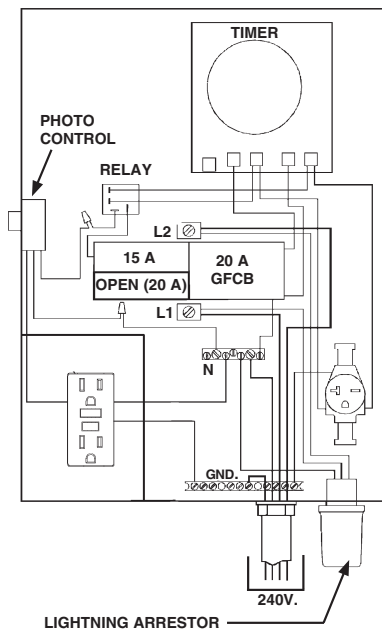 TIMER
PHOTO
CONTROL
RELAY
L2
15 A
20 A
GFCB
OPEN (20 A)
L1
N
GND.
240V.
LIGHTNING ARRESTOR